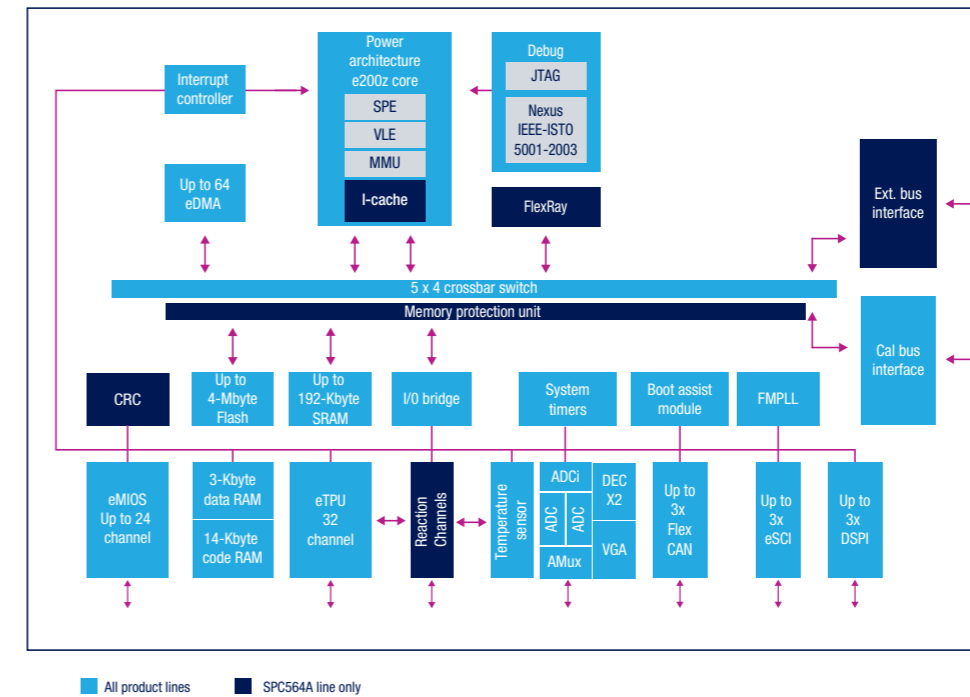 Power
architecture
e200z core
SPE
VLE
MMU
I-cache
Debug
JTAG
Nexus
IEEE-ISTO
5001-2003
Interrupt
controller
Up to 64
eDMA
FlexRay
Ext. bus
interface
5 x 4 crossbar switch
Memory protection unit
Cal bus
interface
CRC
Up to
4-Mbyte
Flash
Up to
192-Kbyte
SRAM
I/0 bridge
System
timers
Boot assist
module
FMPLL
eMIOS
Up to 24
channel
3-Kbyte
data RAM
14-Kbyte
code RAM
eTPU
32
channel
Reaction
Channels
Temperature
sensor
ADCi
ADC
ADC
AMux
DEC
X2
VGA
Up to
3x
Flex
CAN
Up to
3x
eSCI
Up to
3x
DSPI
All product lines
SPC564A line only